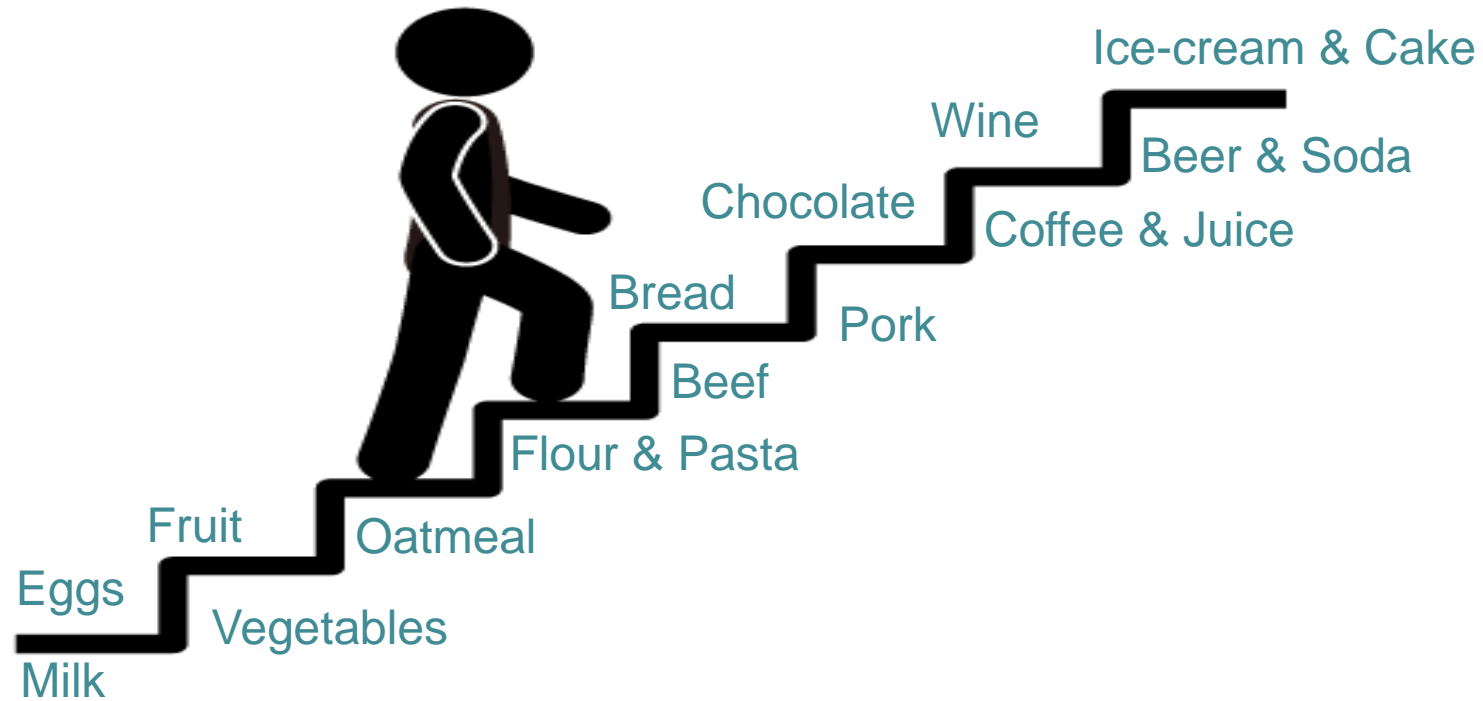 Ice-cream & Cake
Wine
Beer & Soda
Chocolate
Coffee & Juice
Bread
Pork
Beef
Flour & Pasta
Fruit
Oatmeal
Eggs
Vegetables
Milk